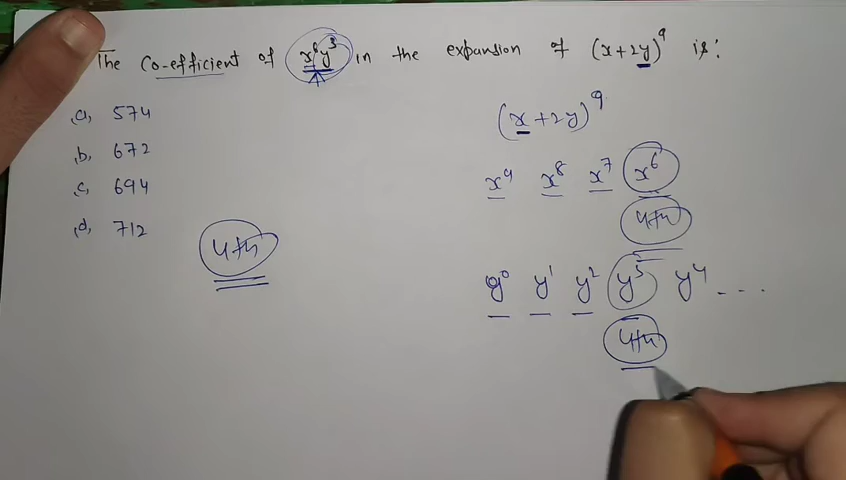 The Co-efficient of x⁶y³ in the expansion of (x+2y)⁹ is:
a, 574
b, 672
c, 694
d, 712
4th
(x+2y)⁹
x⁹ x⁸ x⁷ x⁶
4th
y⁰ y¹ y² y³ y⁴ ----
4th